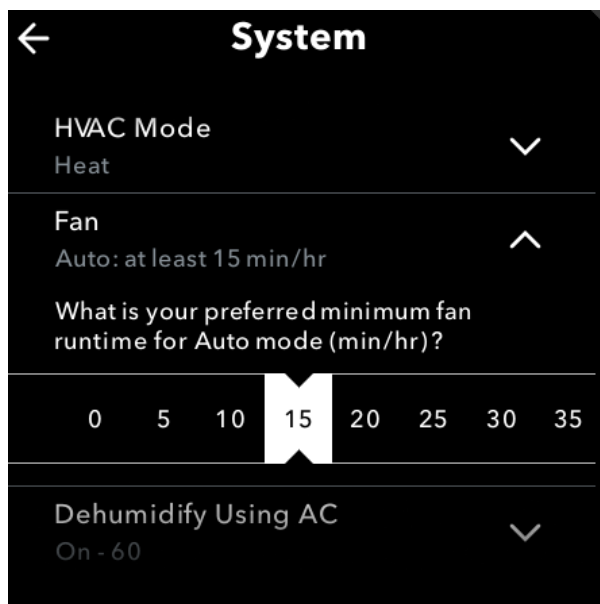 System
HVAC Mode
Heat
Fan
Auto: at least 15 min/hr
What is your preferred minimum fan
runtime for Auto mode (min/hr)?
0 5 10 15 20 25 30 35
Dehumidify Using AC
On - 60